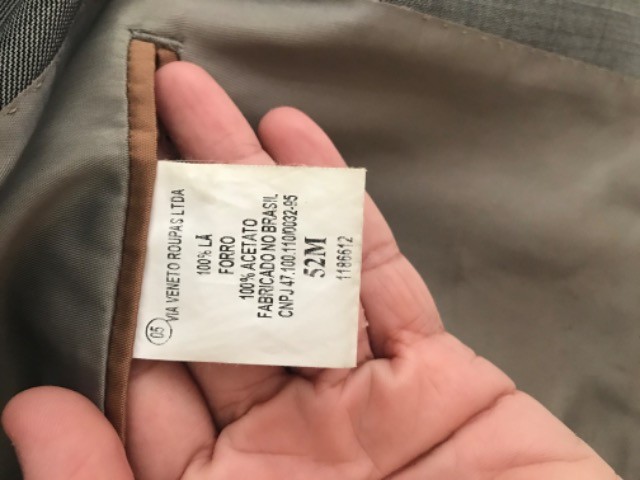 05 VIA VENETO ROUPAS LTDA
100% LÃ
FORRO
100% ACETATO
FABRICADO NO BRASIL
CNPJ 47.100.110/0032-95
52M
1186612